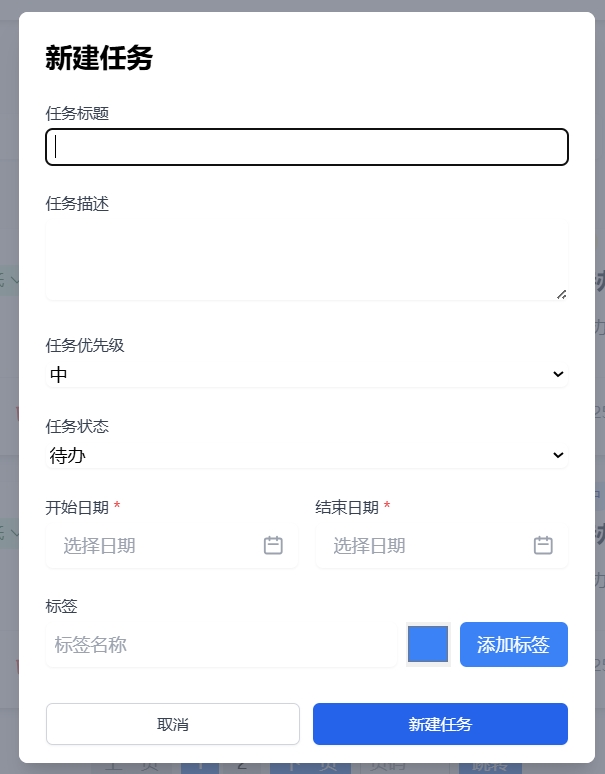 新建任务
任务标题
任务描述
任务优先级
中
任务状态
待办
开始日期 *
结束日期 *
选择日期
选择日期
标签
标签名称
添加标签
取消
新建任务